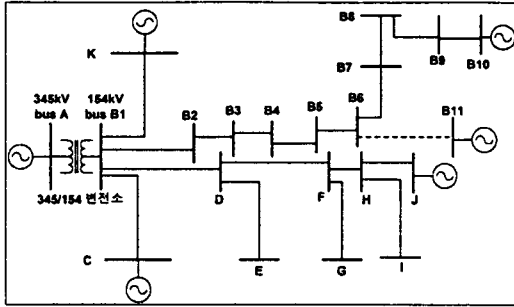 B8
K
B9
B10
B7
345kV
bus A
154kV
bus B1
B2
B3
B4
B5
B6
B11
345/154 변전소
D
F
H
J
C
E
G
I